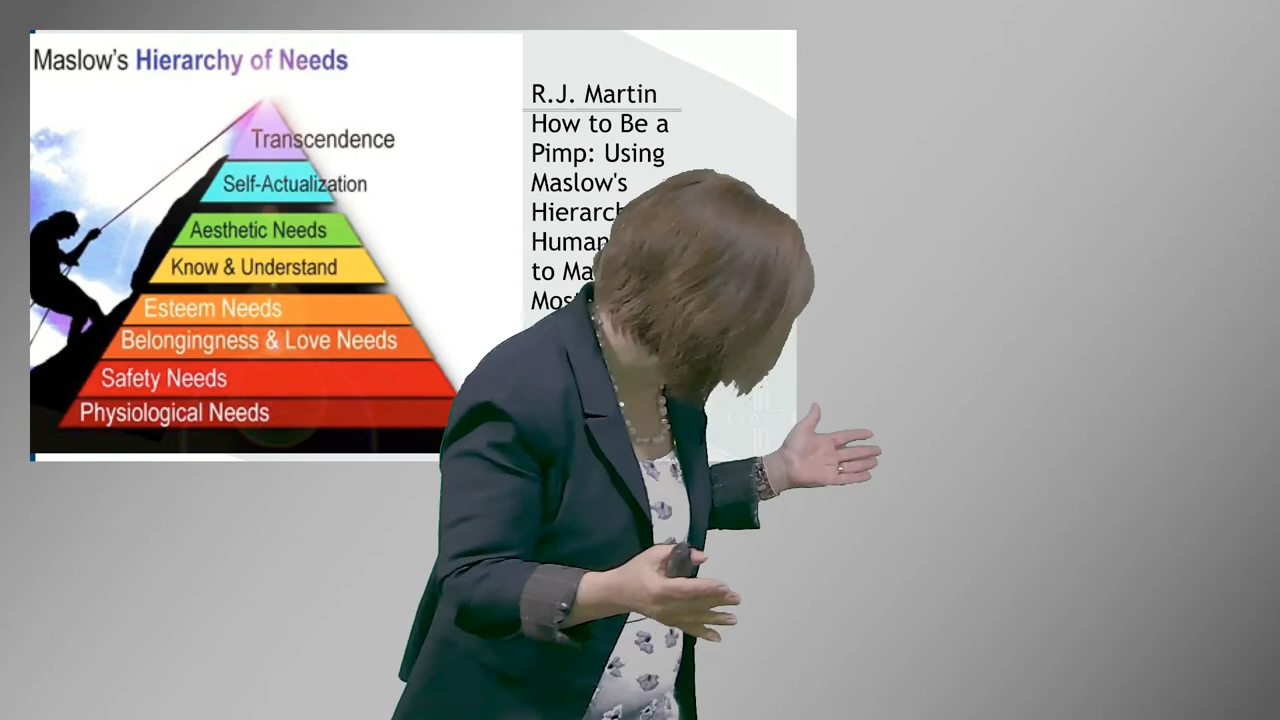 Maslow's Hierarchy of Needs
Transcendence
Self-Actualization
Aesthetic Needs
Know & Understand
Esteem Needs
Belongingness & Love Needs
Safety Needs
Physiological Needs
R.J. Martin
How to Be a
Pimp: Using
Maslow's
to